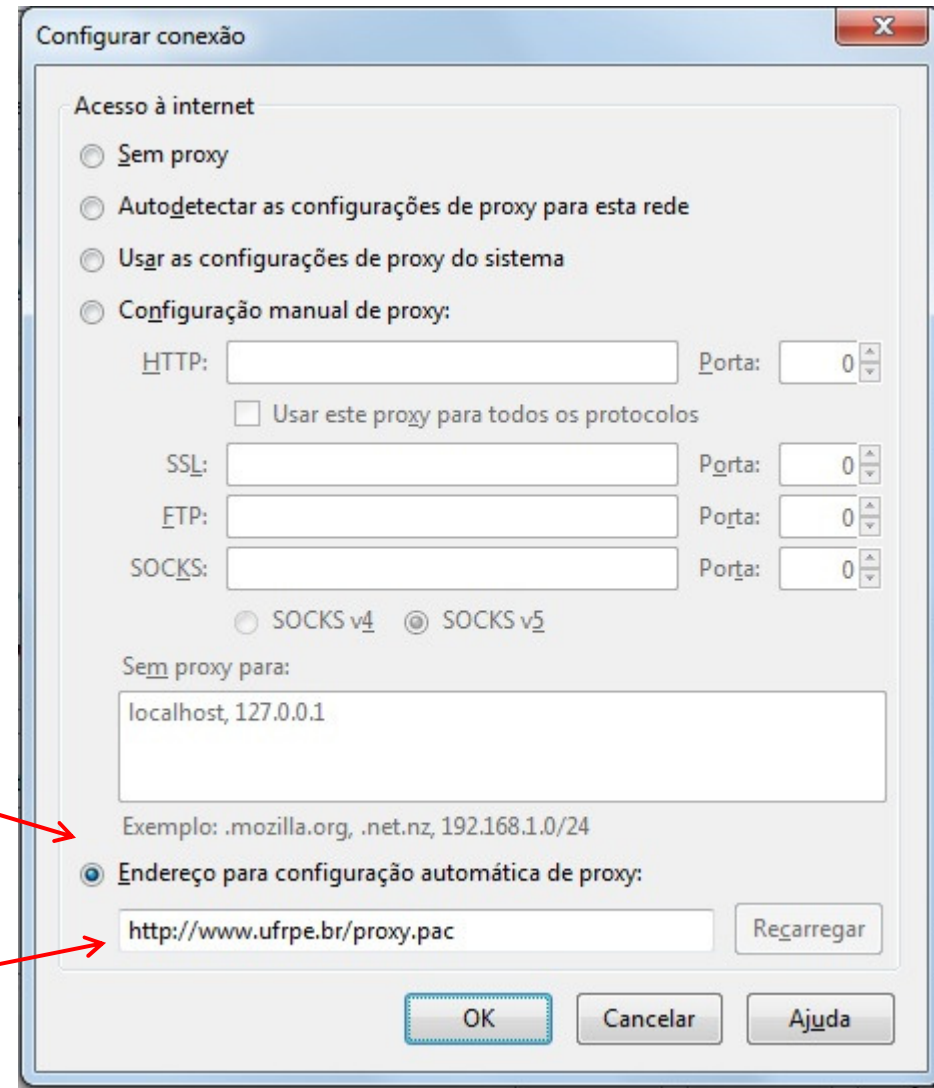 Configurar conexão
x
Acesso à internet
Sem proxy
Autodetectar as configurações de proxy para esta rede
Usar as configurações de proxy do sistema
Configuração manual de proxy:
HTTP: Porta: 0
Usar este proxy para todos os protocolos
SSL: Porta: 0
FTP: Porta: 0
SOCKS: Porta: 0
SOCKS v4 SOCKS v5
Sem proxy para:
localhost, 127.0.0.1
Exemplo: .mozilla.org, .net.nz, 192.168.1.0/24
Endereço para configuração automática de proxy:
http://www.ufrpe.br/proxy.pac Recarregar
OK Cancelar Ajuda